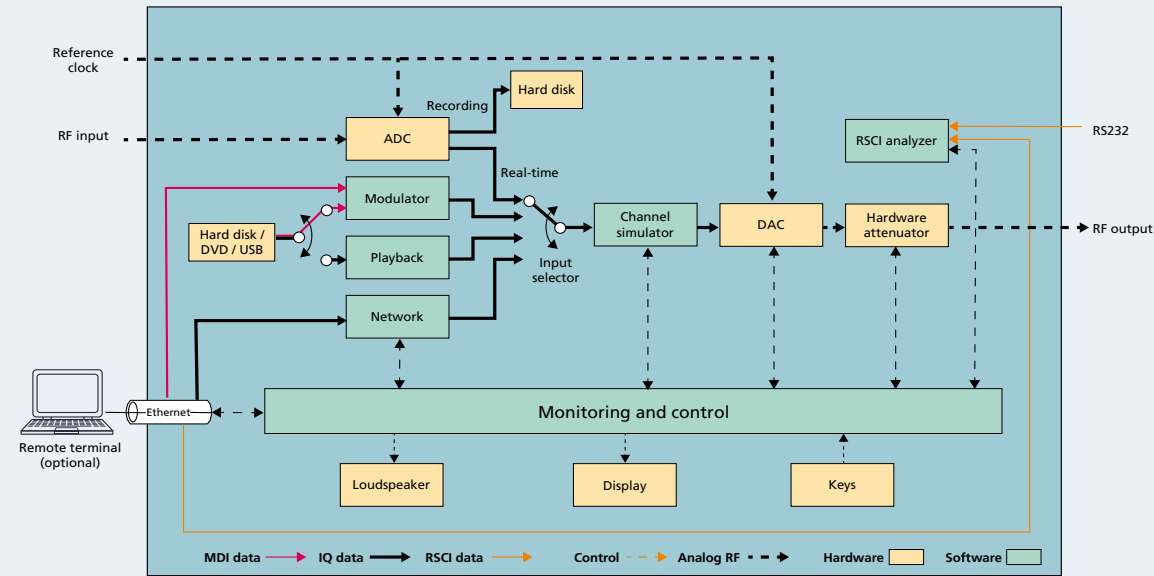 Reference
clock
Hard disk
Recording
RF input
ADC
RS232
RSCI analyzer
Real-time
Modulator
Channel
simulator
DAC
Hardware
attenuator
RF output
Hard disk /
DVD / USB
Playback
Input
selector
Network
Ethernet
Monitoring and control
Remote terminal
(optional)
Loudspeaker
Display
Keys
MDI data
IQ data
RSCI data
Control
Analog RF
Hardware
Software